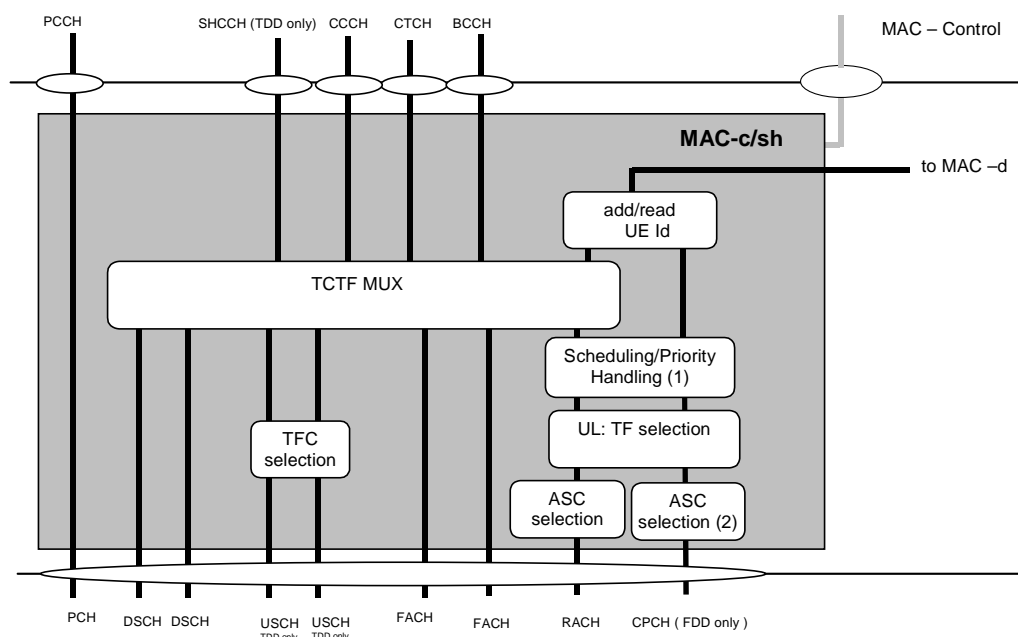 PCCH
SHCCH (TDD only)
CCCH
CTCH
BCCH
MAC – Control
MAC-c/sh
to MAC –d
add/read
UE Id
TCTF MUX
Scheduling/Priority
Handling (1)
UL: TF selection
TFC
selection
ASC
selection
ASC
selection (2)
PCH
DSCH
DSCH
USCH
TDD only
USCH
TDD only
FACH
FACH
RACH
CPCH ( FDD only )